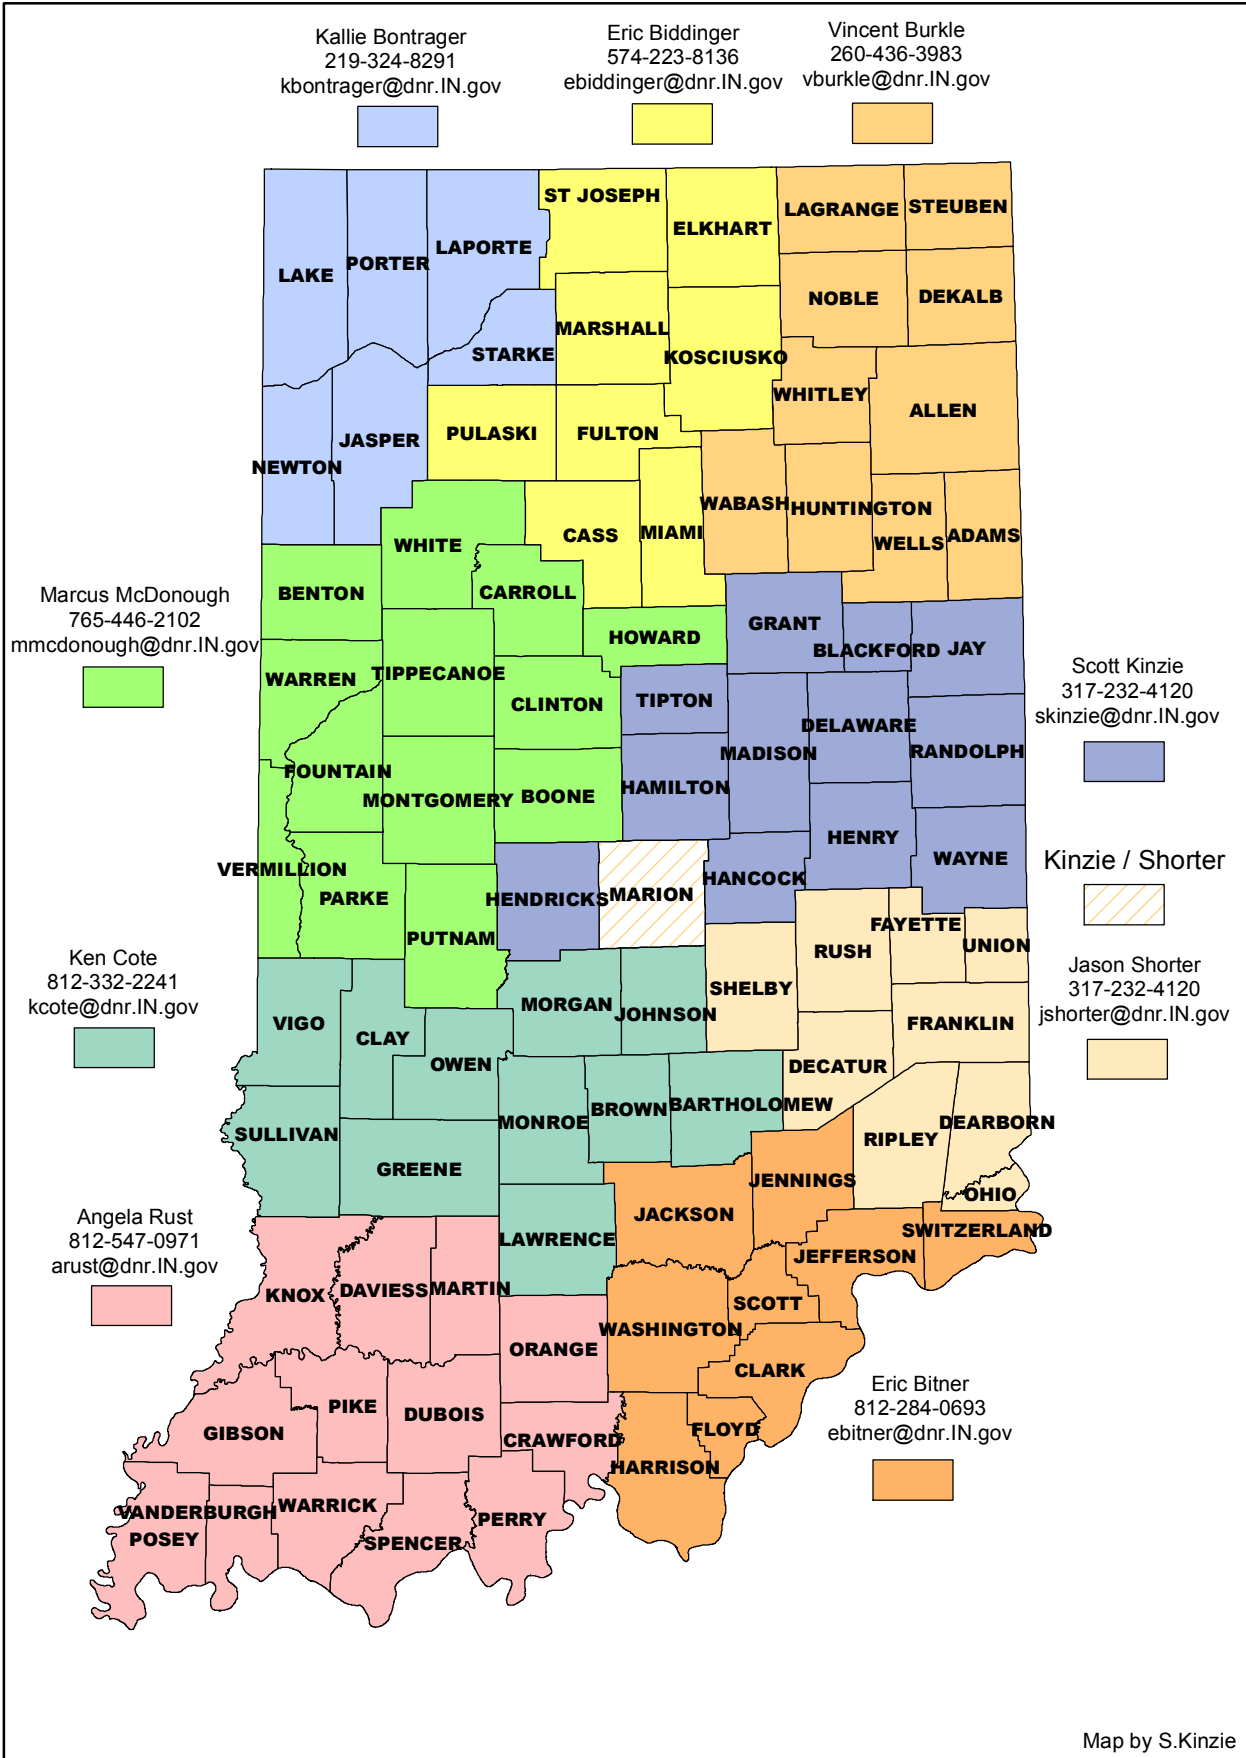 Kallie Bontrager
219-324-8291
kbontrager@dnr.IN.gov
Eric Biddinger
574-223-8136
ebiddinger@dnr.IN.gov
Vincent Burkle
260-436-3983
vburkle@dnr.IN.gov
ST JOSEPH
ELKHART
LAGRANGE
STEUBEN
LAKE
PORTER
LAPORTE
NOBLE
DEKALB
MARSHALL
STARKE
KOSCIUSKO
WHITLEY
ALLEN
NEWTON
JASPER
PULASKI
FULTON
WABASH
HUNTINGTON
WHITE
CASS
MIAMI
WELLS
ADAMS
Marcus McDonough
765-446-2102
mmcdonough@dnr.IN.gov
BENTON
CARROLL
HOWARD
GRANT
BLACKFORD
JAY
Scott Kinzie
317-232-4120
skinzie@dnr.IN.gov
WARREN
TIPPECANOE
CLINTON
TIPTON
MADISON
DELAWARE
RANDOLPH
FOUNTAIN
MONTGOMERY
BOONE
HAMILTON
HENRY
WAYNE
Kinzie / Shorter
VERMILLION
PARKE
HENDRICKS
MARION
HANCOCK
PUTNAM
RUSH
FAYETTE
UNION
Ken Cote
812-332-2241
kcote@dnr.IN.gov
Jason Shorter
317-232-4120
jshorter@dnr.IN.gov
VIGO
CLAY
MORGAN
JOHNSON
SHELBY
FRANKLIN
OWEN
DECATUR
SULLIVAN
GREENE
MONROE
BROWN
BARTHOLOMEW
RIPLEY
DEARBORN
JENNINGS
OHIO
Angela Rust
812-547-0971
arust@dnr.IN.gov
LAWRENCE
JACKSON
JEFFERSON
SWITZERLAND
KNOX
DAVIESS
MARTIN
ORANGE
WASHINGTON
SCOTT
CLARK
Eric Bitner
812-284-0693
ebitner@dnr.IN.gov
GIBSON
PIKE
DUBOIS
CRAWFORD
FLOYD
HARRISON
VANDERBURGH
POSEY
WARRICK
SPENCER
PERRY
Map by S.Kinzie